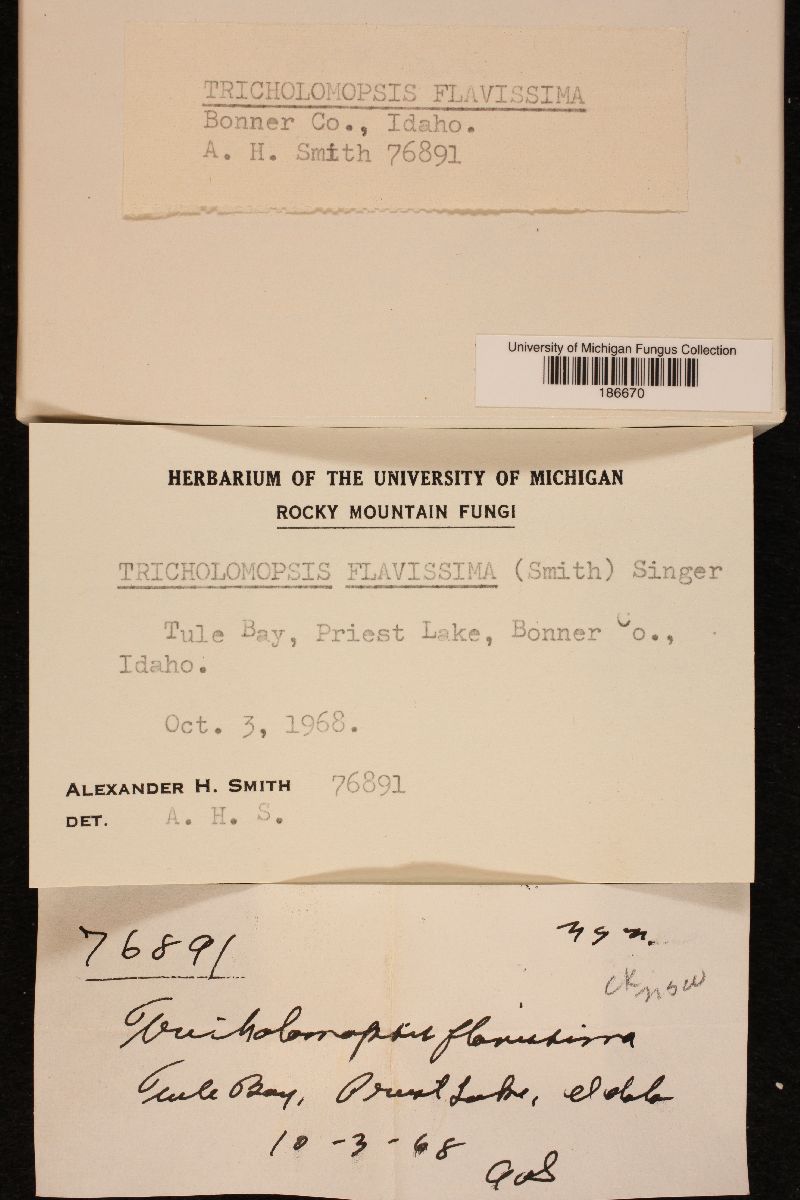 TRICHOLOMOPSIS FLAVISSIMA
Bonner Co., Idaho.
A. H. Smith 76891
University of Michigan Fungus Collection
186670
HERBARIUM OF THE UNIVERSITY OF MICHIGAN
ROCKY MOUNTAIN FUNGI
TRICHOLOMOPSIS FLAVISSIMA (Smith) Singer
Tule Bay, Priest Lake, Bonner Co.,
Idaho.
Oct. 3, 1968.
ALEXANDER H. SMITH 76891
DET. A. H. S.
76891
Tricholomopsis flavissima
Tule Bay, Priest Lake, Idaho
10-3-68